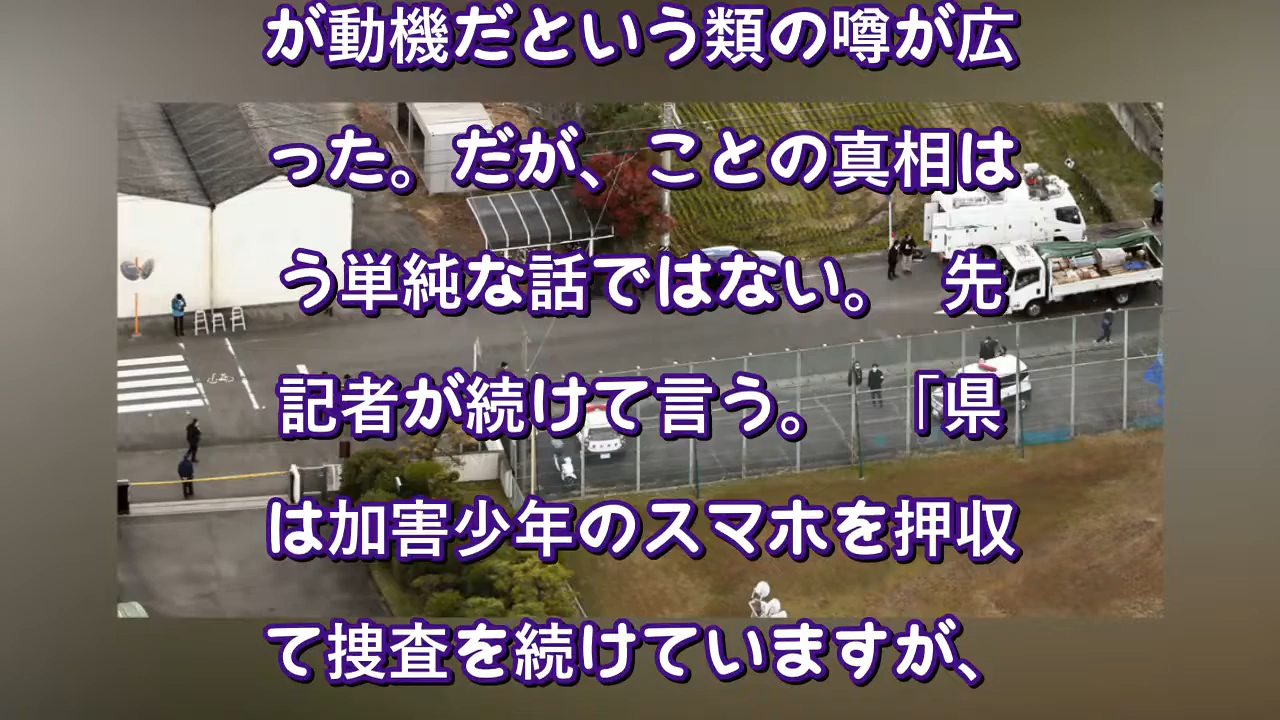 が動機だという類の噂が広
った。だが、ことの真相は
う単純な話ではない。　先
記者が続けて言う。　「県
は加害少年のスマホを押収
て捜査を続けていますが、